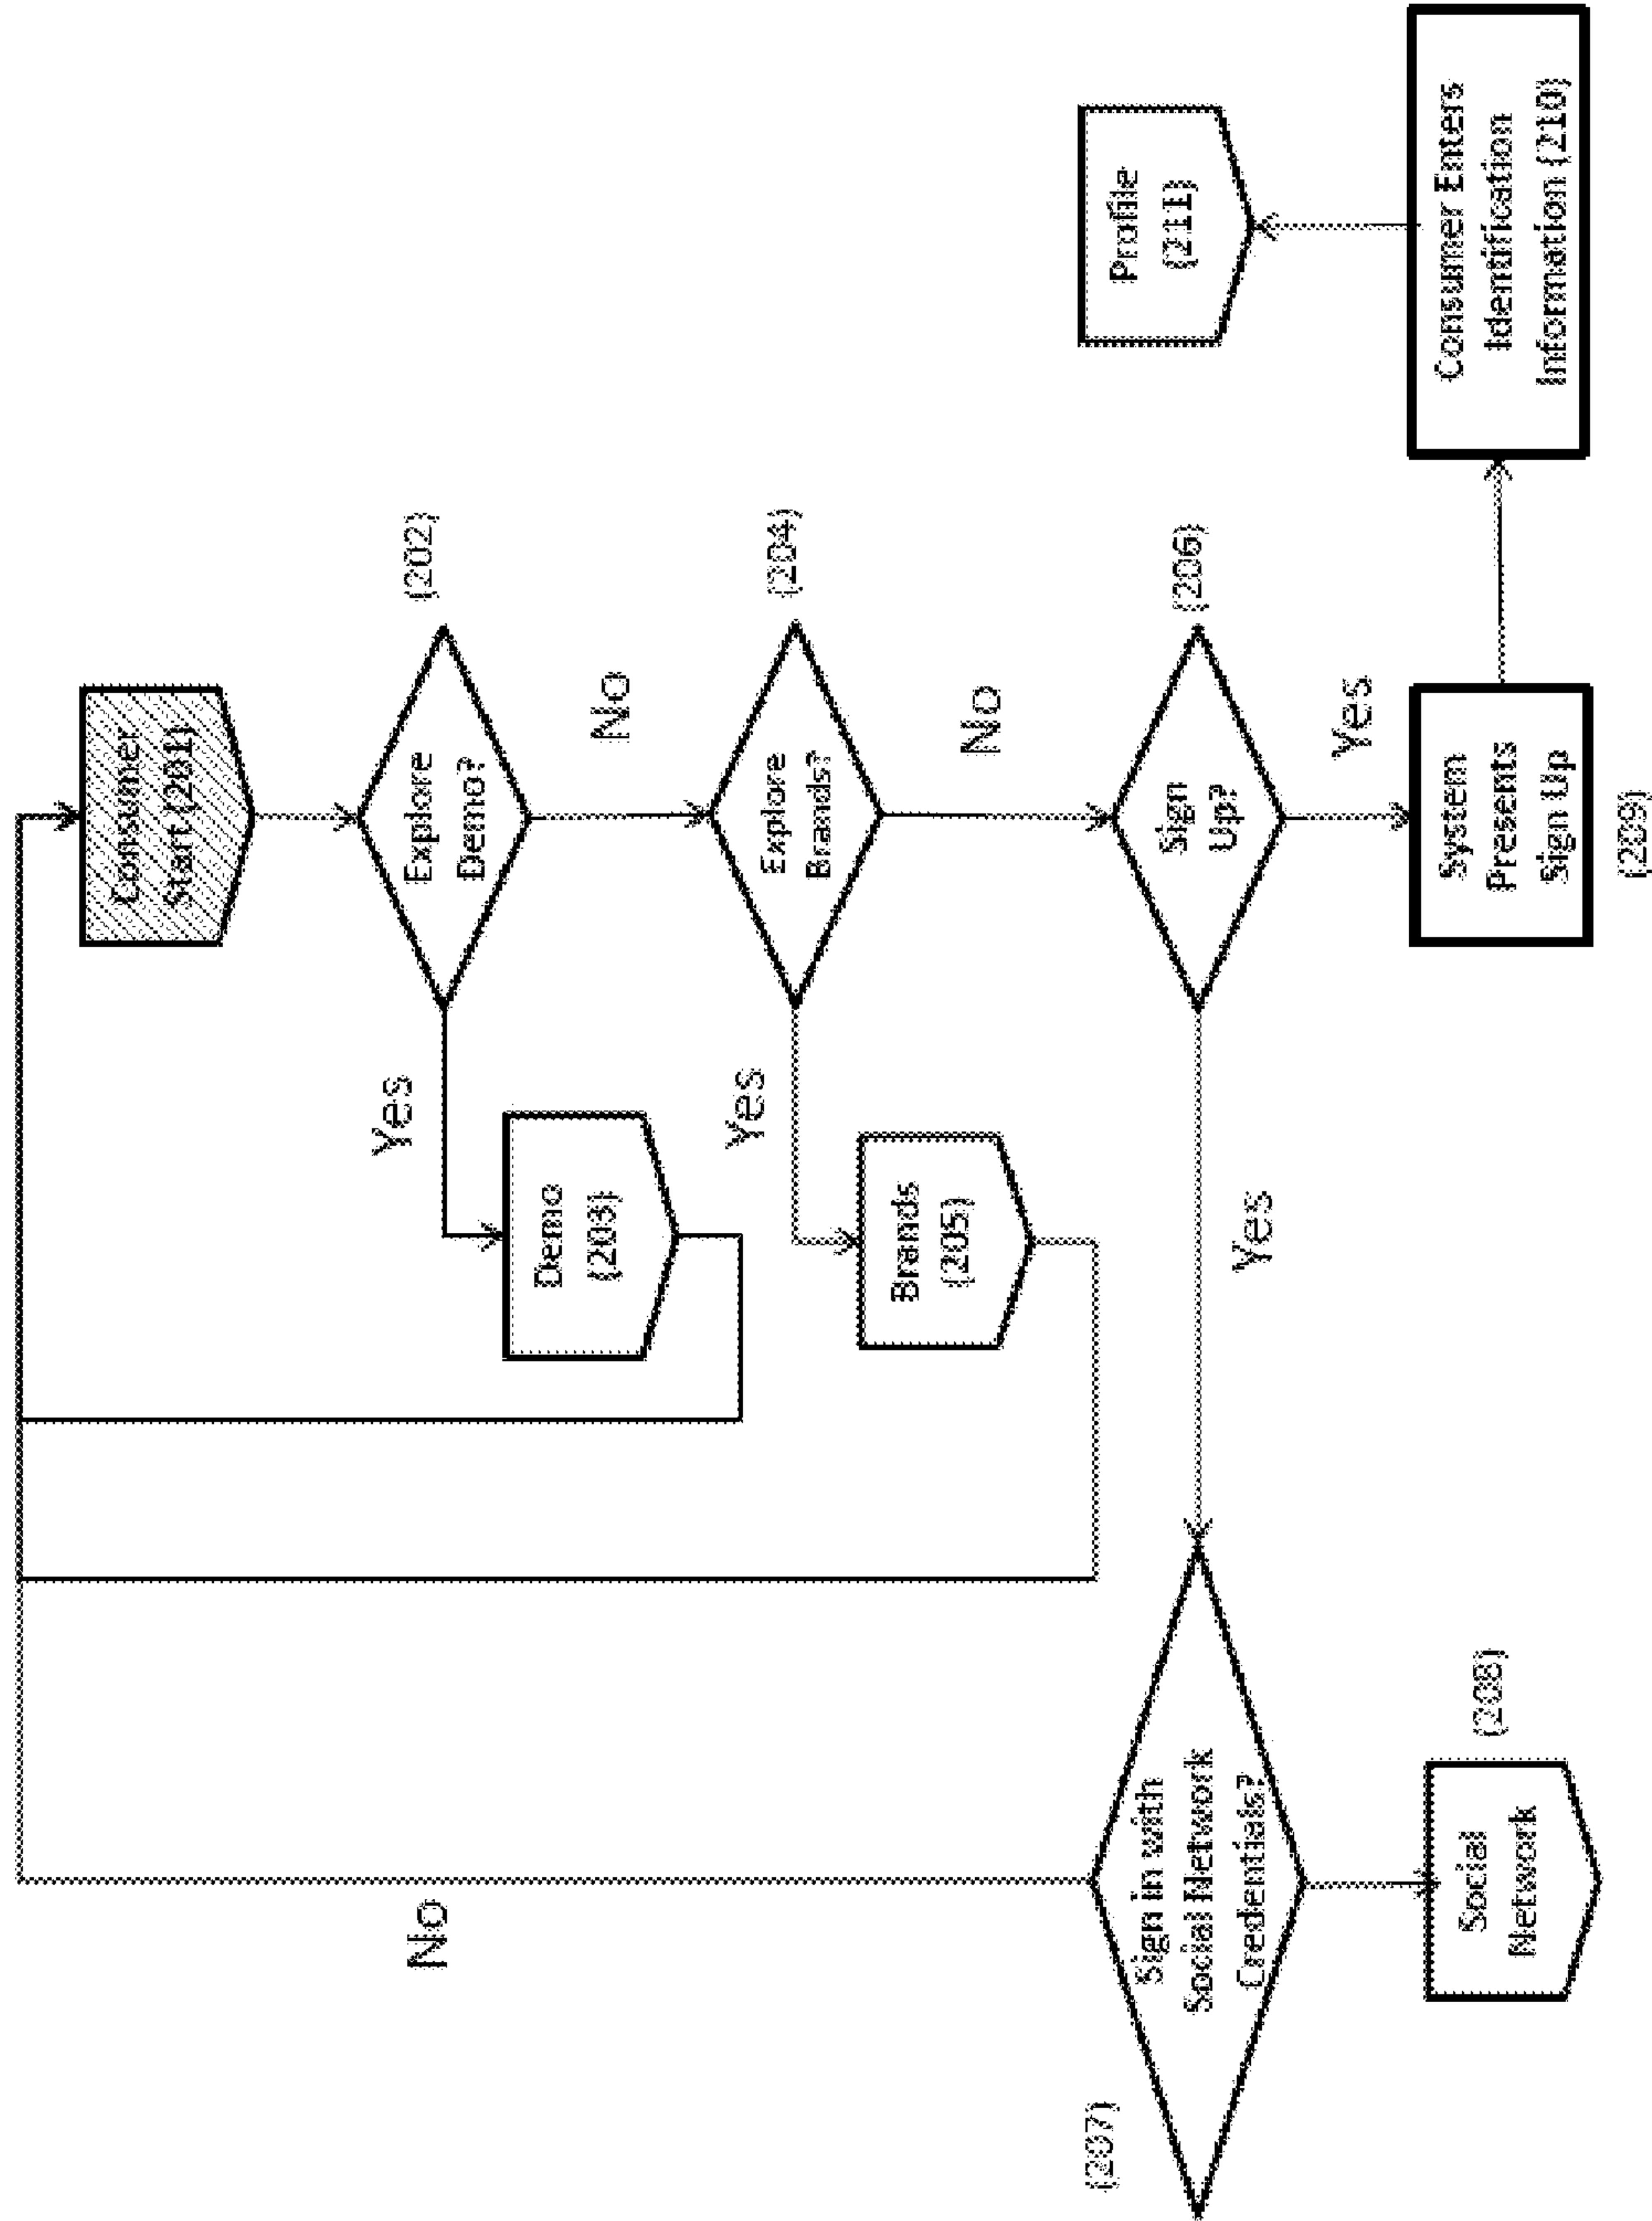 Consumer
Start (201)
Explore
Demo?
(202)
Yes
No
Demo
(203)
Explore
Brands?
(204)
Yes
No
Brands
(205)
Sign
Up?
(206)
Yes
Yes
No
(207)
Sign in with
Social Network
Credentials?
Social
Network
(208)
System
Presents
Sign Up
(209)
Consumer Enters
Identification
Information (210)
Profile
(211)